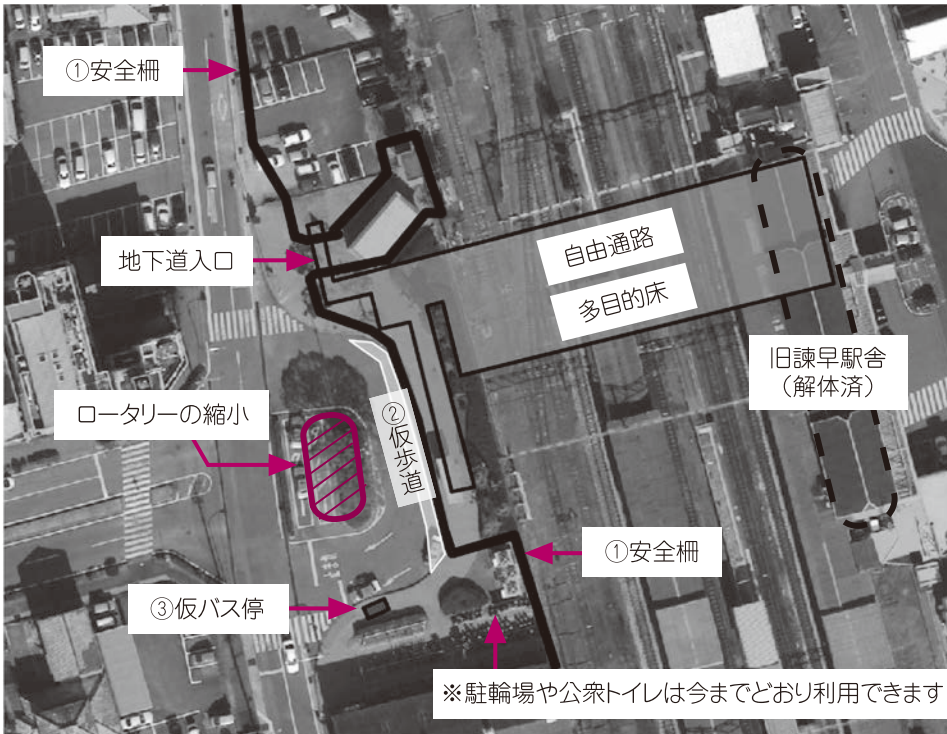 ①安全柵
地下道入口
自由通路
多目的床
旧諫早駅舎
（解体済）
ロータリーの縮小
②仮歩道
①安全柵
③仮バス停
※駐輪場や公衆トイレは今までどおり利用できます